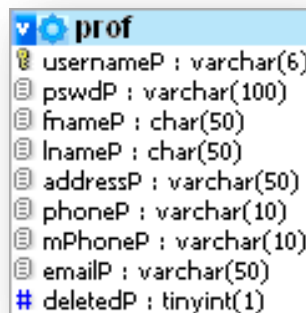 prof
usernameP : varchar(6)
pswdP : varchar(100)
fnameP : char(50)
lnameP : char(50)
addressP : varchar(50)
phoneP : varchar(10)
mPhoneP : varchar(10)
emailP : varchar(50)
# deletedP : tinyint(1)